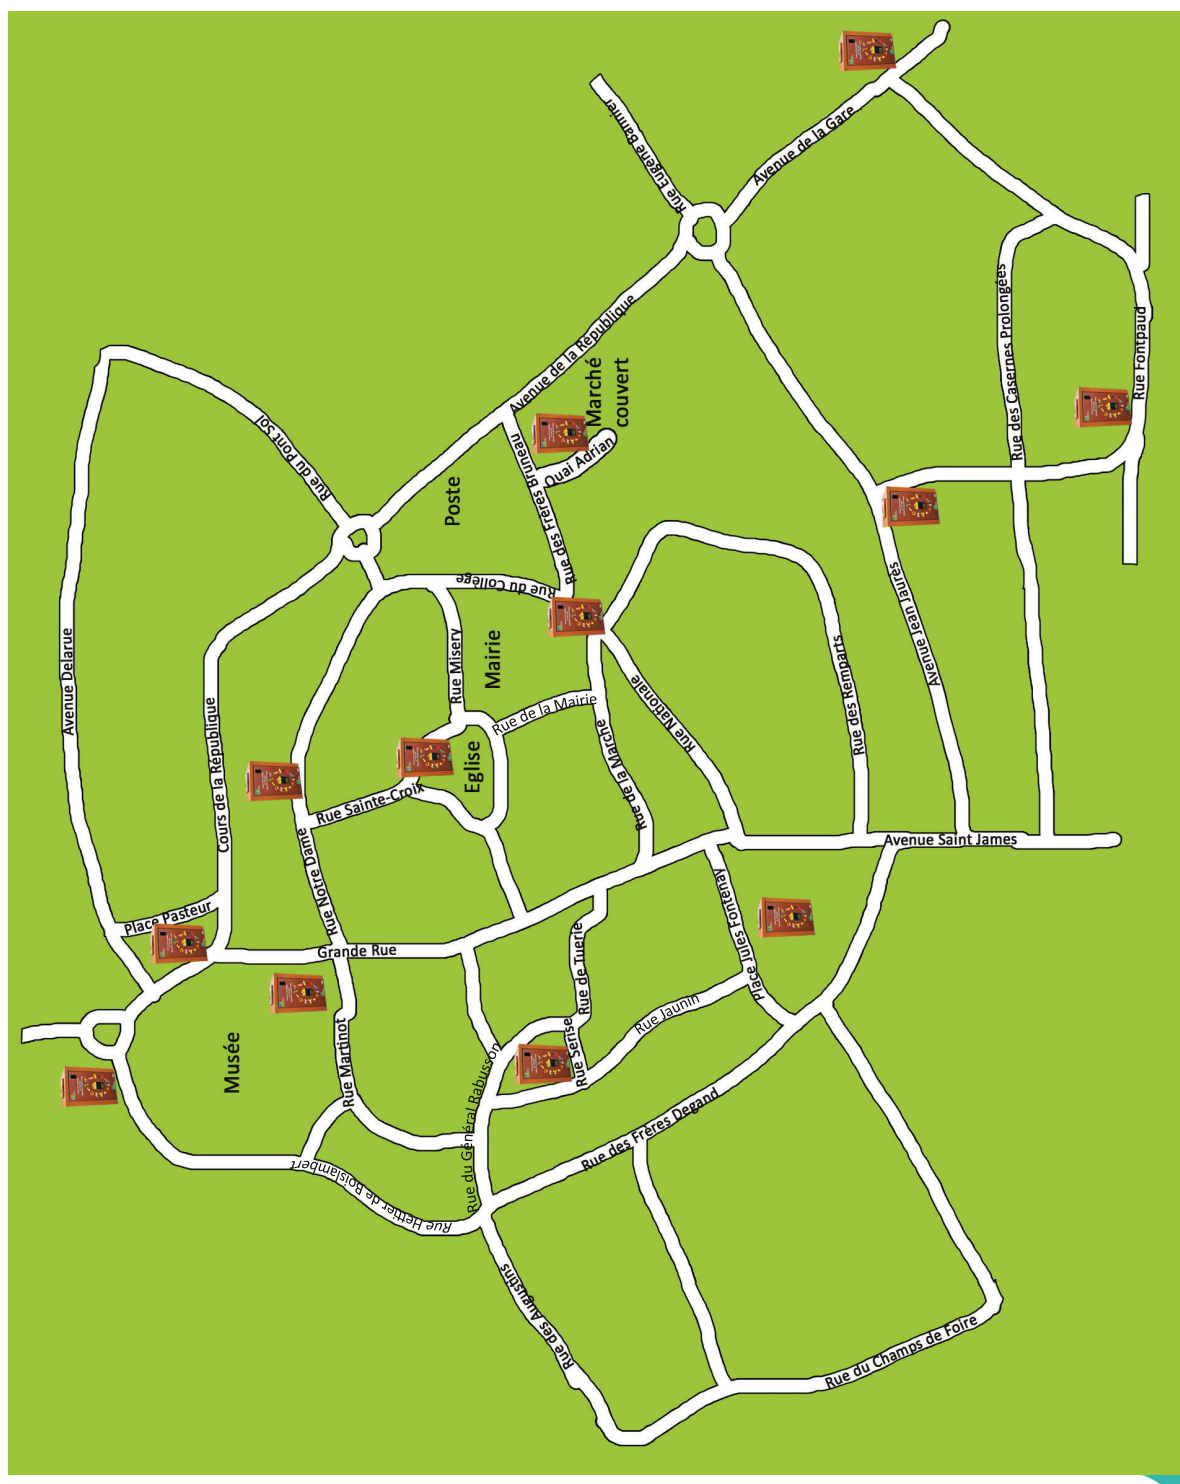 Rue Eugène Bannier
Avenue de la Gare
Avenue de la République
Marché
couvert
Rue des Casernes Prolongées
Rue Fontpaud
Rue du Pont Sol
Poste
Rue des Frères Bruneau
Quai Adrian
Rue du Collège
Avenue Delarue
Rue Misery
Mairie
Rue de la Mairie
Avenue Jean Jaurès
Rue des Remparts
Rue Nationale
Rue de la Marche
Cours de la République
Eglise
Rue Sainte-Croix
Rue Notre Dame
Avenue Saint James
Place Pasteur
Grande Rue
Place Jules Fontenay
Rue de Tuerie
Rue Jaunin
Rue Serise
Musée
Rue Martinot
Rue du Général Rabusson
Rue des Frères Degand
Rue Hettier de Boislambert
Rue des Augustins
Rue du Champs de Foire